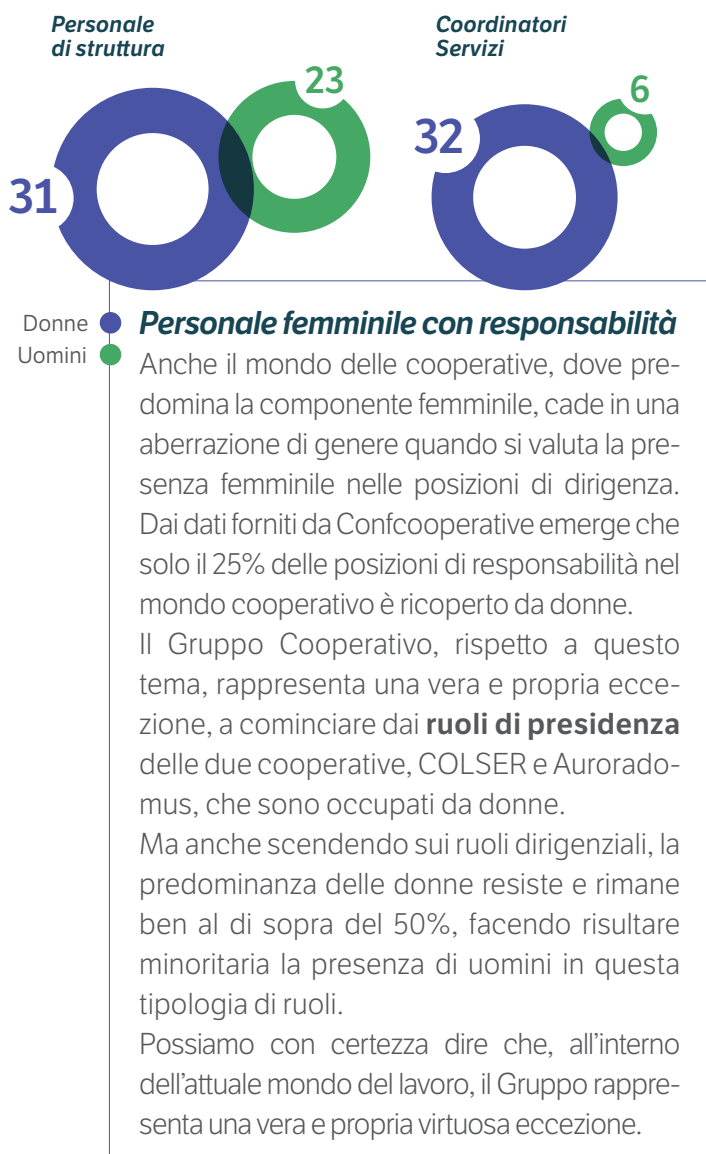 Personale
di struttura
31
23
Coordinatori
Servizi
32
6
Donne
Uomini
Personale femminile con responsabilità
Anche il mondo delle cooperative, dove pre-
domina la componente femminile, cade in una
aberrazione di genere quando si valuta la pre-
senza femminile nelle posizioni di dirigenza.
Dai dati forniti da Confcooperative emerge che
solo il 25% delle posizioni di responsabilità nel
mondo cooperativo è ricoperto da donne.
Il Gruppo Cooperativo, rispetto a questo
tema, rappresenta una vera e propria ecce-
zione, a cominciare dai ruoli di presidenza
delle due cooperative, COLSER e Aurorado-
mus, che sono occupati da donne.
Ma anche scendendo sui ruoli dirigenziali, la
predominanza delle donne resiste e rimane
ben al di sopra del 50%, facendo risultare
minoritaria la presenza di uomini in questa
tipologia di ruoli.
Possiamo con certezza dire che, all’interno
dell’attuale mondo del lavoro, il Gruppo rappre-
senta una vera e propria virtuosa eccezione.